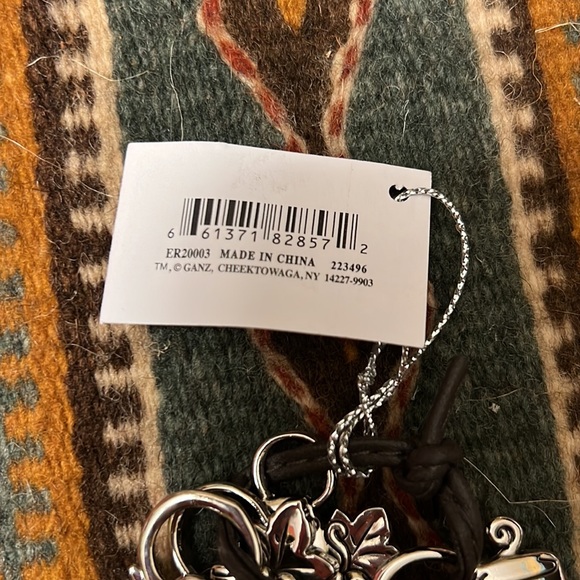 6 61371 82857 2
ER20003 MADE IN CHINA 223496
TM, © GANZ, CHEEKTOWAGA, NY 14227-9903